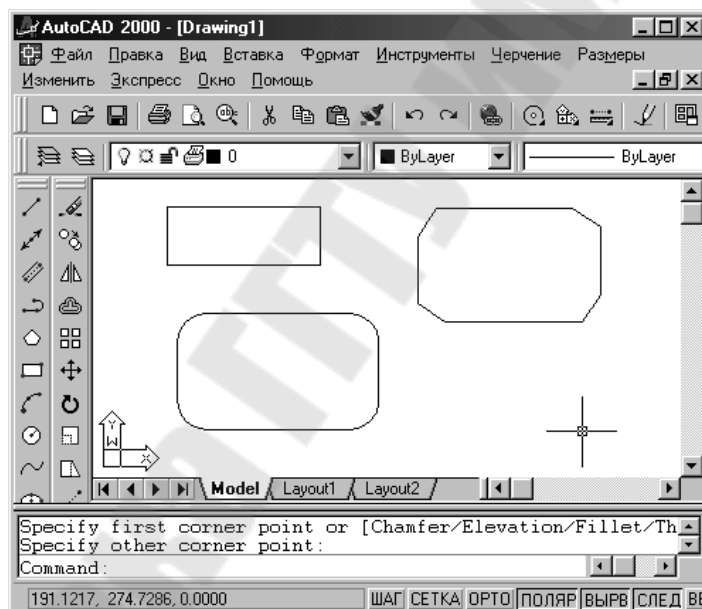 AutoCAD 2000 - [Drawing1]
Файл Правка Вид Вставка Формат Инструменты Черчение Размеры
Изменить Экспресс Окно Помощь
0 ByLayer ByLayer
Y
W
X
Model Layout1 Layout2
Specify first corner point or [Chamfer/Elevation/Fillet/Th
Specify other corner point:
Command:
191.1217, 274.7286, 0.0000 ШАГ СЕТКА ОРТО ПОЛЯР ВЫРВ СЛЕД ВЕ